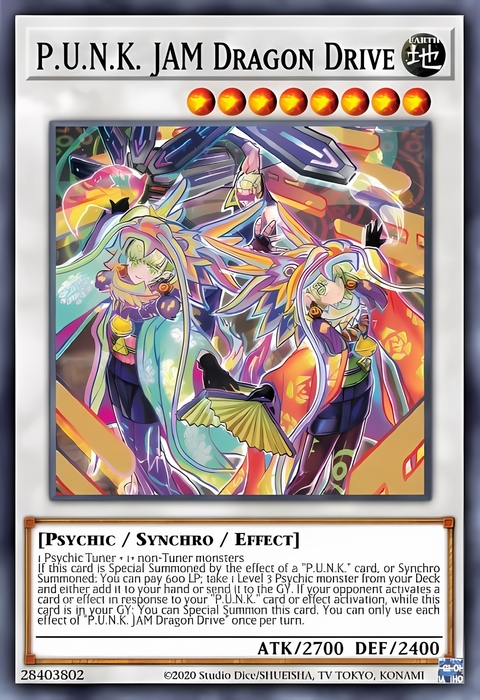 P.U.N.K. JAM Dragon Drive
EARTH
地
[Psychic / Synchro / Effect]
1 Psychic Tuner + 1+ non-Tuner monsters
If this card is Special Summoned by the effect of a "P.U.N.K." card, or Synchro
Summoned: You can pay 600 LP; take 1 Level 3 Psychic monster from your Deck
and either add it to your hand or send it to the GY. If your opponent activates a
card or effect in response to your "P.U.N.K." card or effect activation, while this
card is in your GY: You can Special Summon this card. You can only use each
effect of "P.U.N.K. JAM Dragon Drive" once per turn.
ATK/2700 DEF/2400
28403802
©2020 Studio Dice/SHUEISHA, TV TOKYO, KONAMI